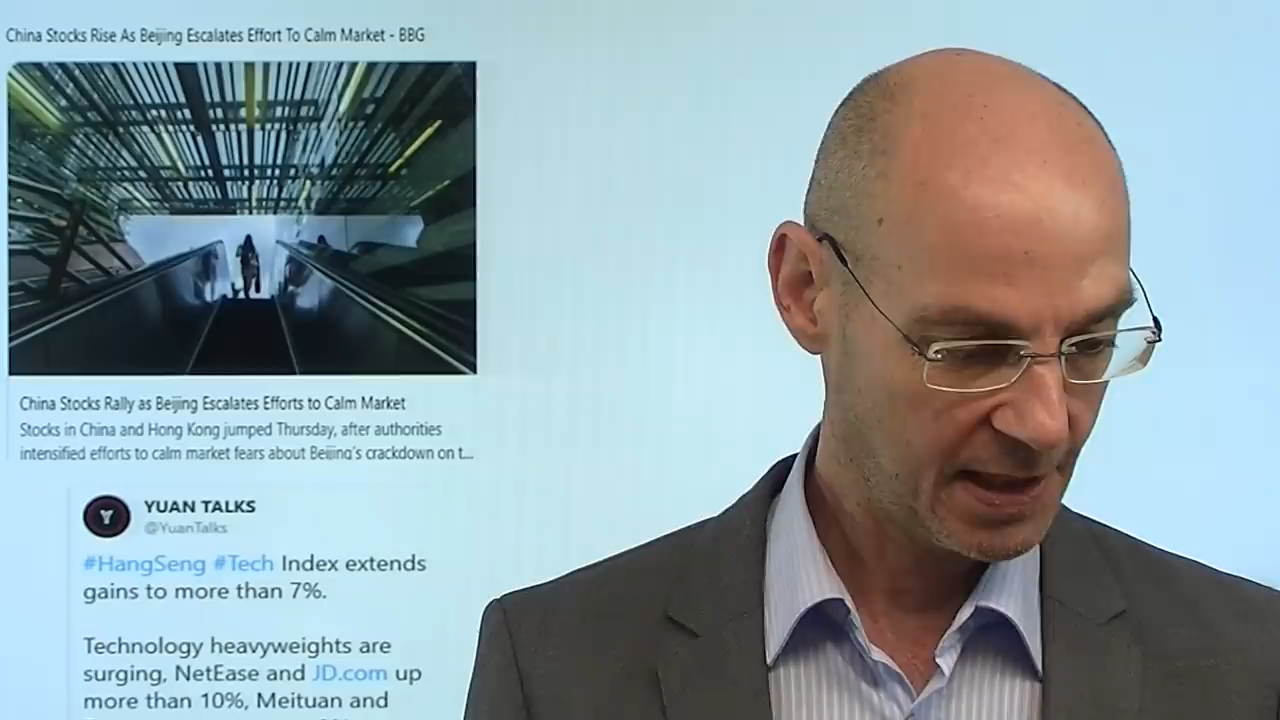 China Stocks Rise As Beijing Escalates Effort To Calm Market - BBG
China Stocks Rally as Beijing Escalates Efforts to Calm Market
Stocks in China and Hong Kong jumped Thursday, after authorities
intensified efforts to calm market fears about Beijing's crackdown on t...
Y
YUAN TALKS
@YuanTalks
#HangSeng #Tech Index extends
gains to more than 7%.
Technology heavyweights are
surging, NetEase and JD.com up
more than 10%, Meituan and